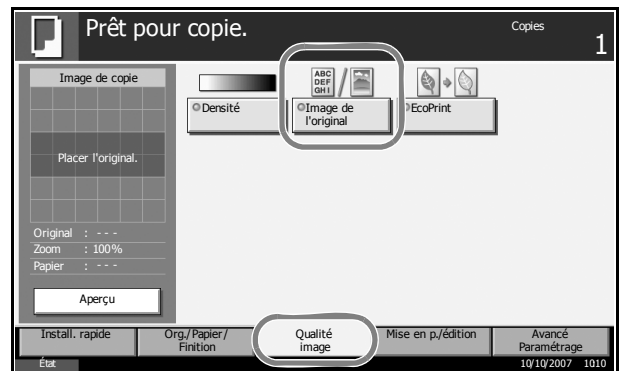 Prêt pour copie.
Copies
1
Image de copie
Placer l'original.
Original : - - -
Zoom : 100%
Papier : - - -
Aperçu
Densité
ABC
DEF
GHI
Image de
l'original
EcoPrint
Install. rapide
Org./Papier/
Finition
Qualité
image
Mise en p./édition
Avancé
Paramétrage
État
10/10/2007 1010